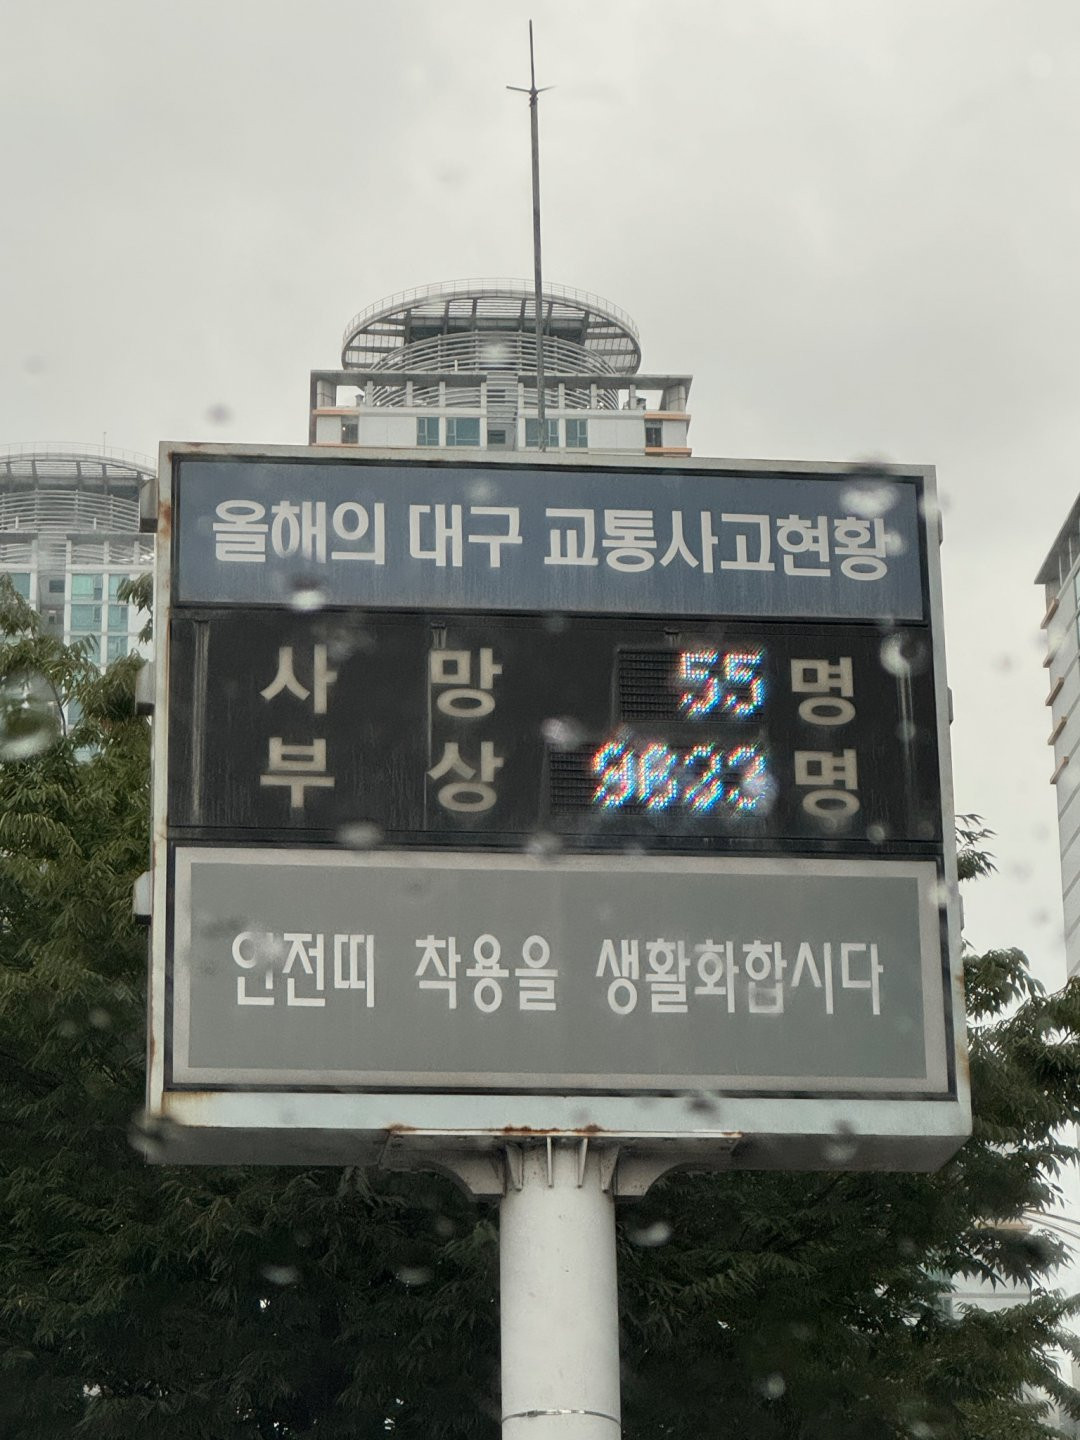 올해의 대구 교통사고현황
사 망 55 명
부 상 명
안전띠 착용을 생활화합시다